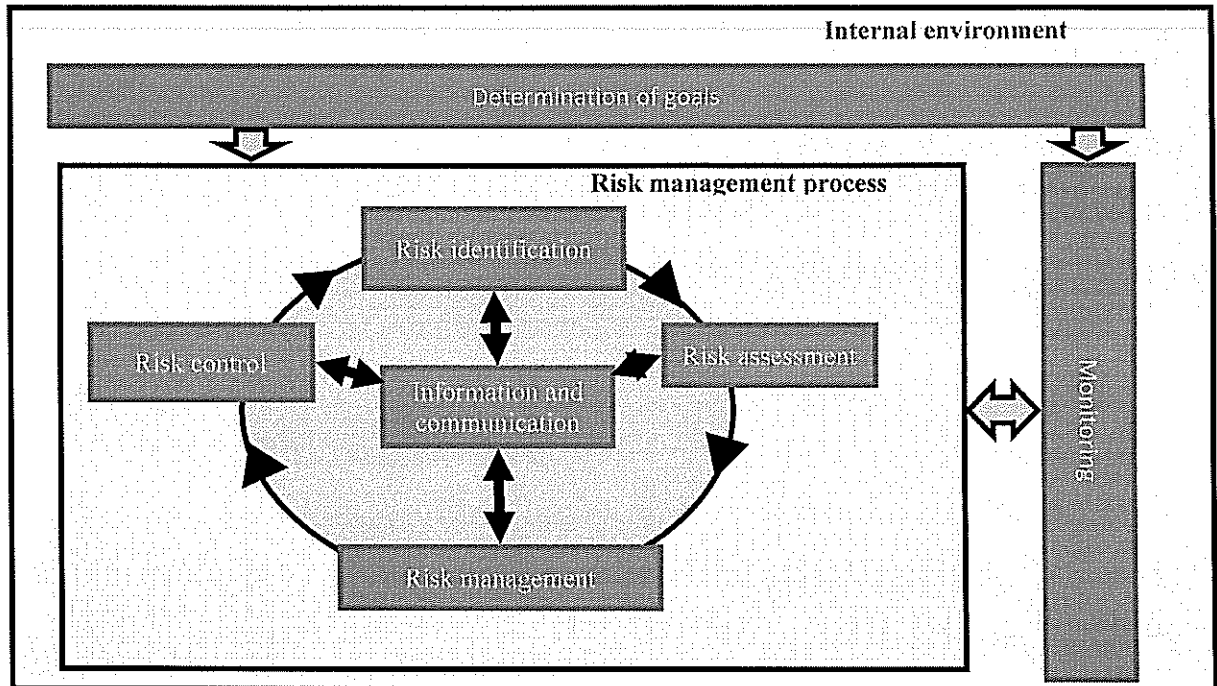 Internal environment
Determination of goals
Risk management process
Risk identification
Risk control
Risk assessment
Information and
communication
Monitoring
Risk management